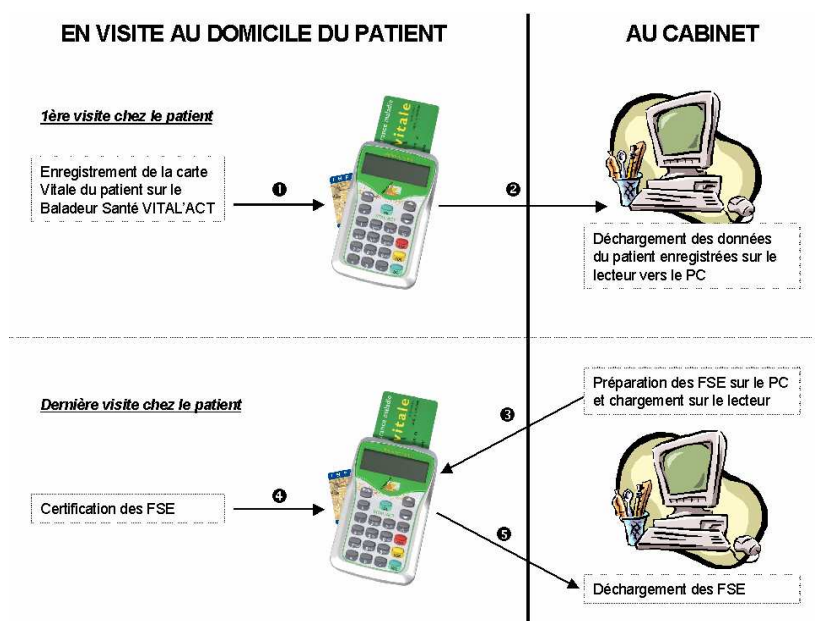 EN VISITE AU DOMICILE DU PATIENT
AU CABINET
1ère visite chez le patient
Enregistrement de la carte
Vitale du patient sur le
Baladeur Santé VITAL'ACT
❶
vitale
❷
Déchargement des données
du patient enregistrées sur le
lecteur vers le PC
Dernière visite chez le patient
Préparation des FSE sur le PC
et chargement sur le lecteur
❸
vitale
Certification des FSE
❹
❺
Déchargement des FSE